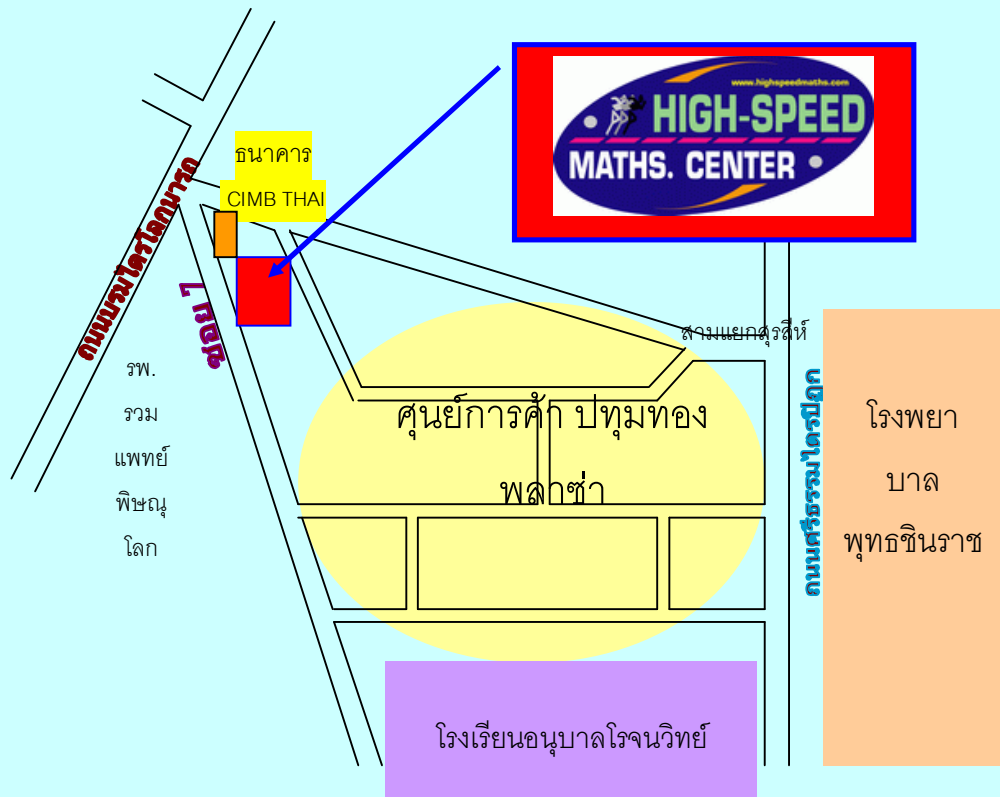 www.highspeedmaths.com
HIGH-SPEED
MATHS. CENTER
ธนาคาร
CIMB THAI
ถนนบรมไตรโลกนารถ
รพ.
รวม
แพทย์
พิษณุ
โลก
สามแยกสุรสีห์
ศูนย์การค้า ปทุมทอง
พลาซ่า
ถนนศรีธรรมไตรปิฎก
โรงพยา
บาล
พุทธชินราช
โรงเรียนอนุบาลโรจนวิทย์